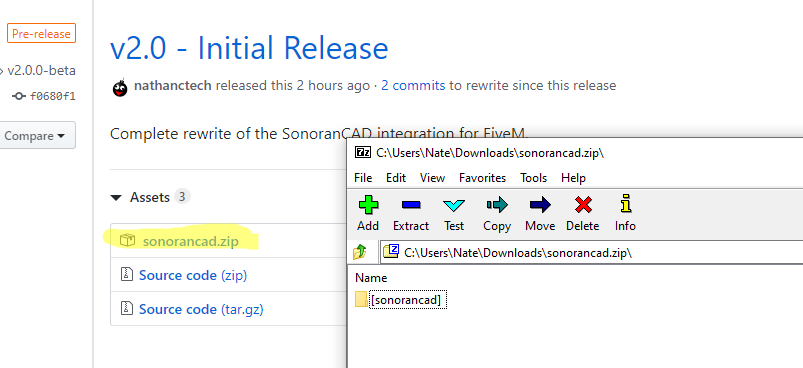 Pre-release
v2.0.0-beta
f0680f1
Compare
v2.0 - Initial Release
nathanctech released this 2 hours ago · 2 commits to rewrite since this release
Complete rewrite of the SonoranCAD integration for FiveM.
Assets 3
sonorancad.zip
Source code (zip)
Source code (tar.gz)
7z C:\Users\Nate\Downloads\sonorancad.zip\
File Edit View Favorites Tools Help
Add Extract Test Copy Move Delete Info
C:\Users\Nate\Downloads\sonorancad.zip\
Name
[sonorancad]